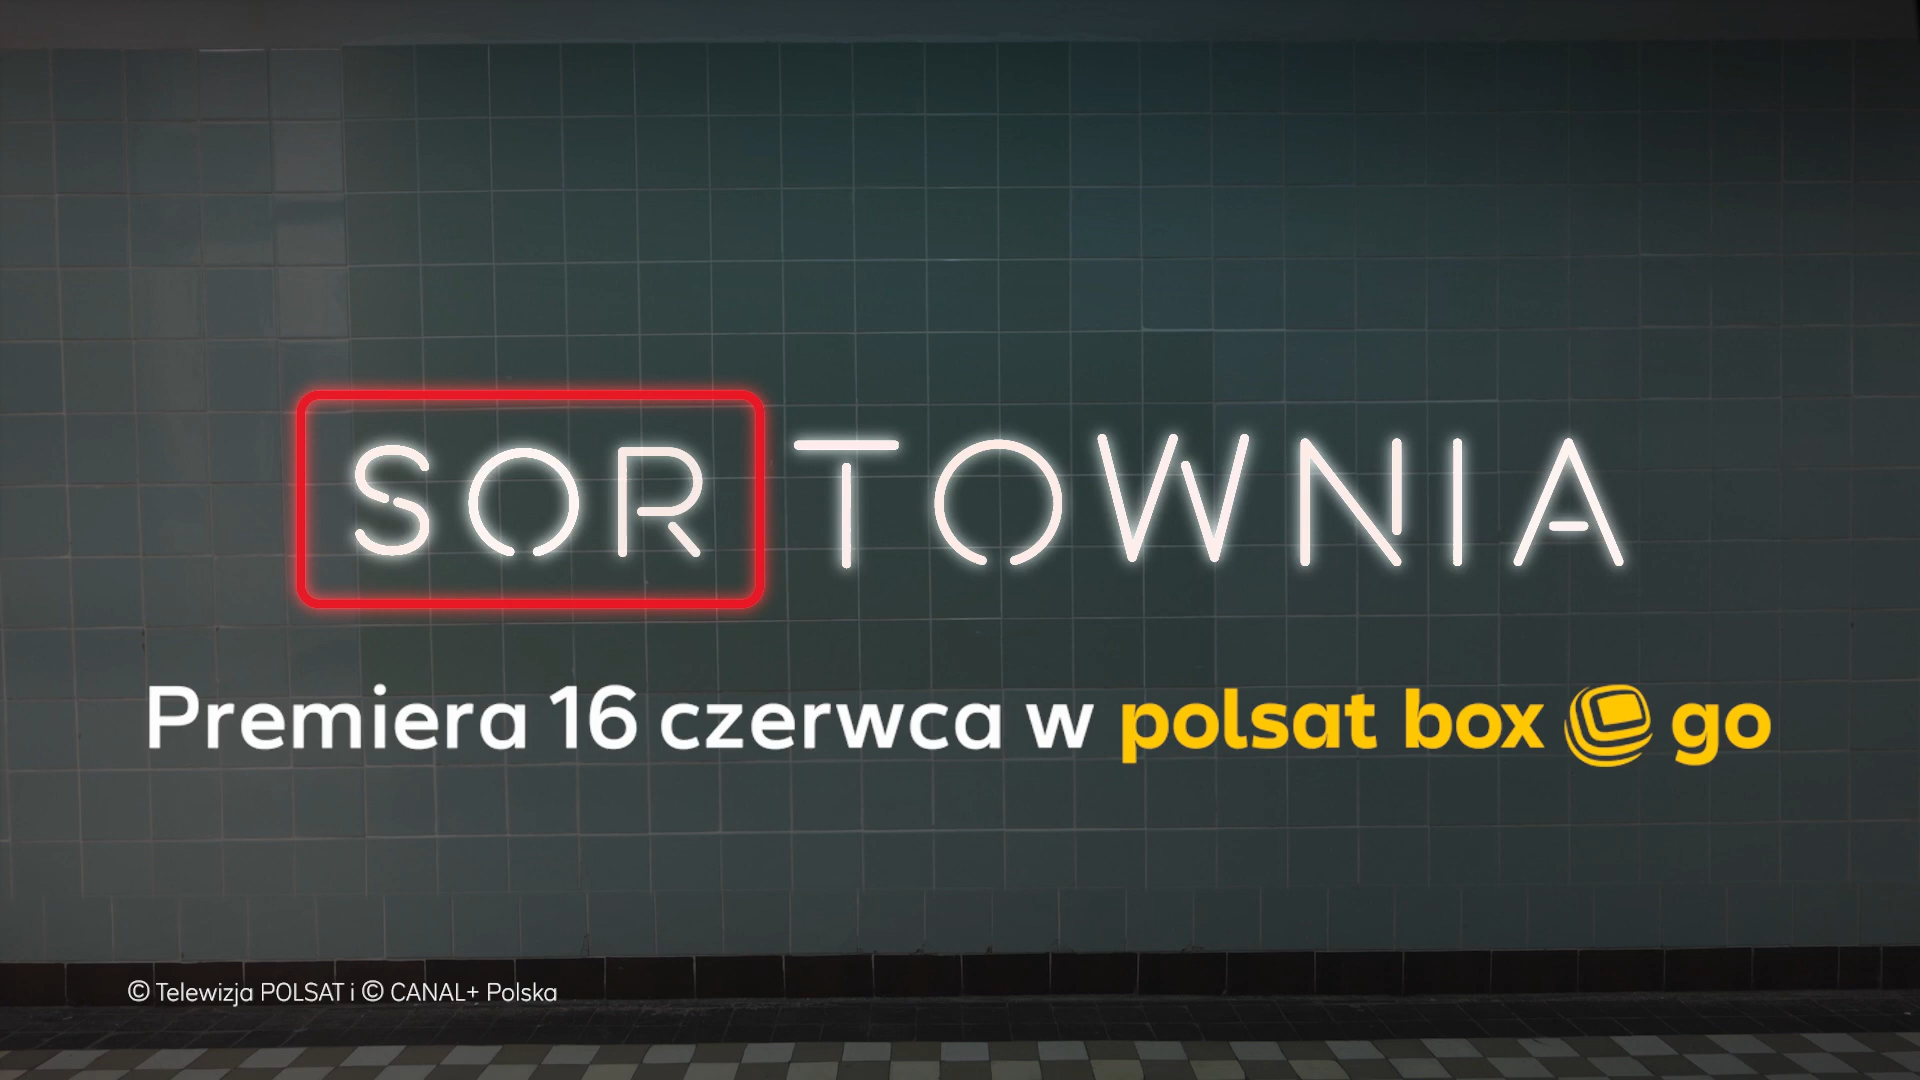 SORTOWNIA
Premiera 16 czerwca w polsat box go
© Telewizja POLSAT i © CANAL+ Polska